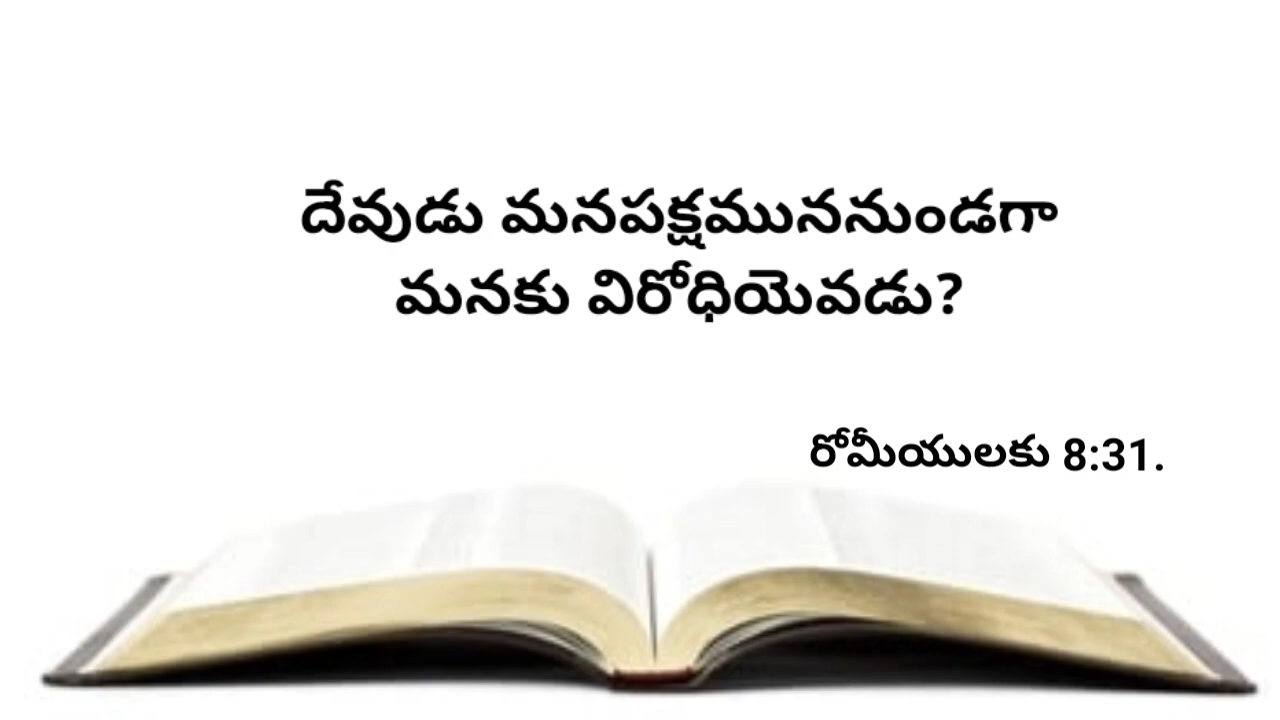 దేవుడు మనపక్షముననుండగా
మనకు విరోధియెవడు?
రోమీయులకు 8:31.